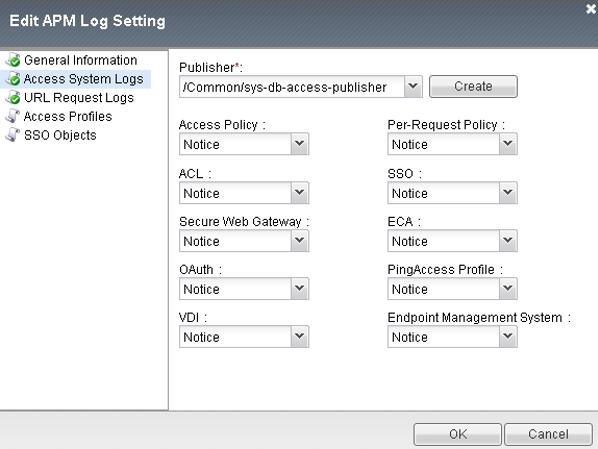 Edit APM Log Setting
General Information
Access System Logs
URL Request Logs
Access Profiles
SSO Objects
Publisher*:
/Common/sys-db-access-publisher
Create
Access Policy :
Notice
Per-Request Policy :
Notice
ACL :
Notice
SSO :
Notice
Secure Web Gateway :
Notice
ECA :
Notice
OAuth :
Notice
PingAccess Profile :
Notice
VDI :
Notice
Endpoint Management System :
Notice
OK
Cancel